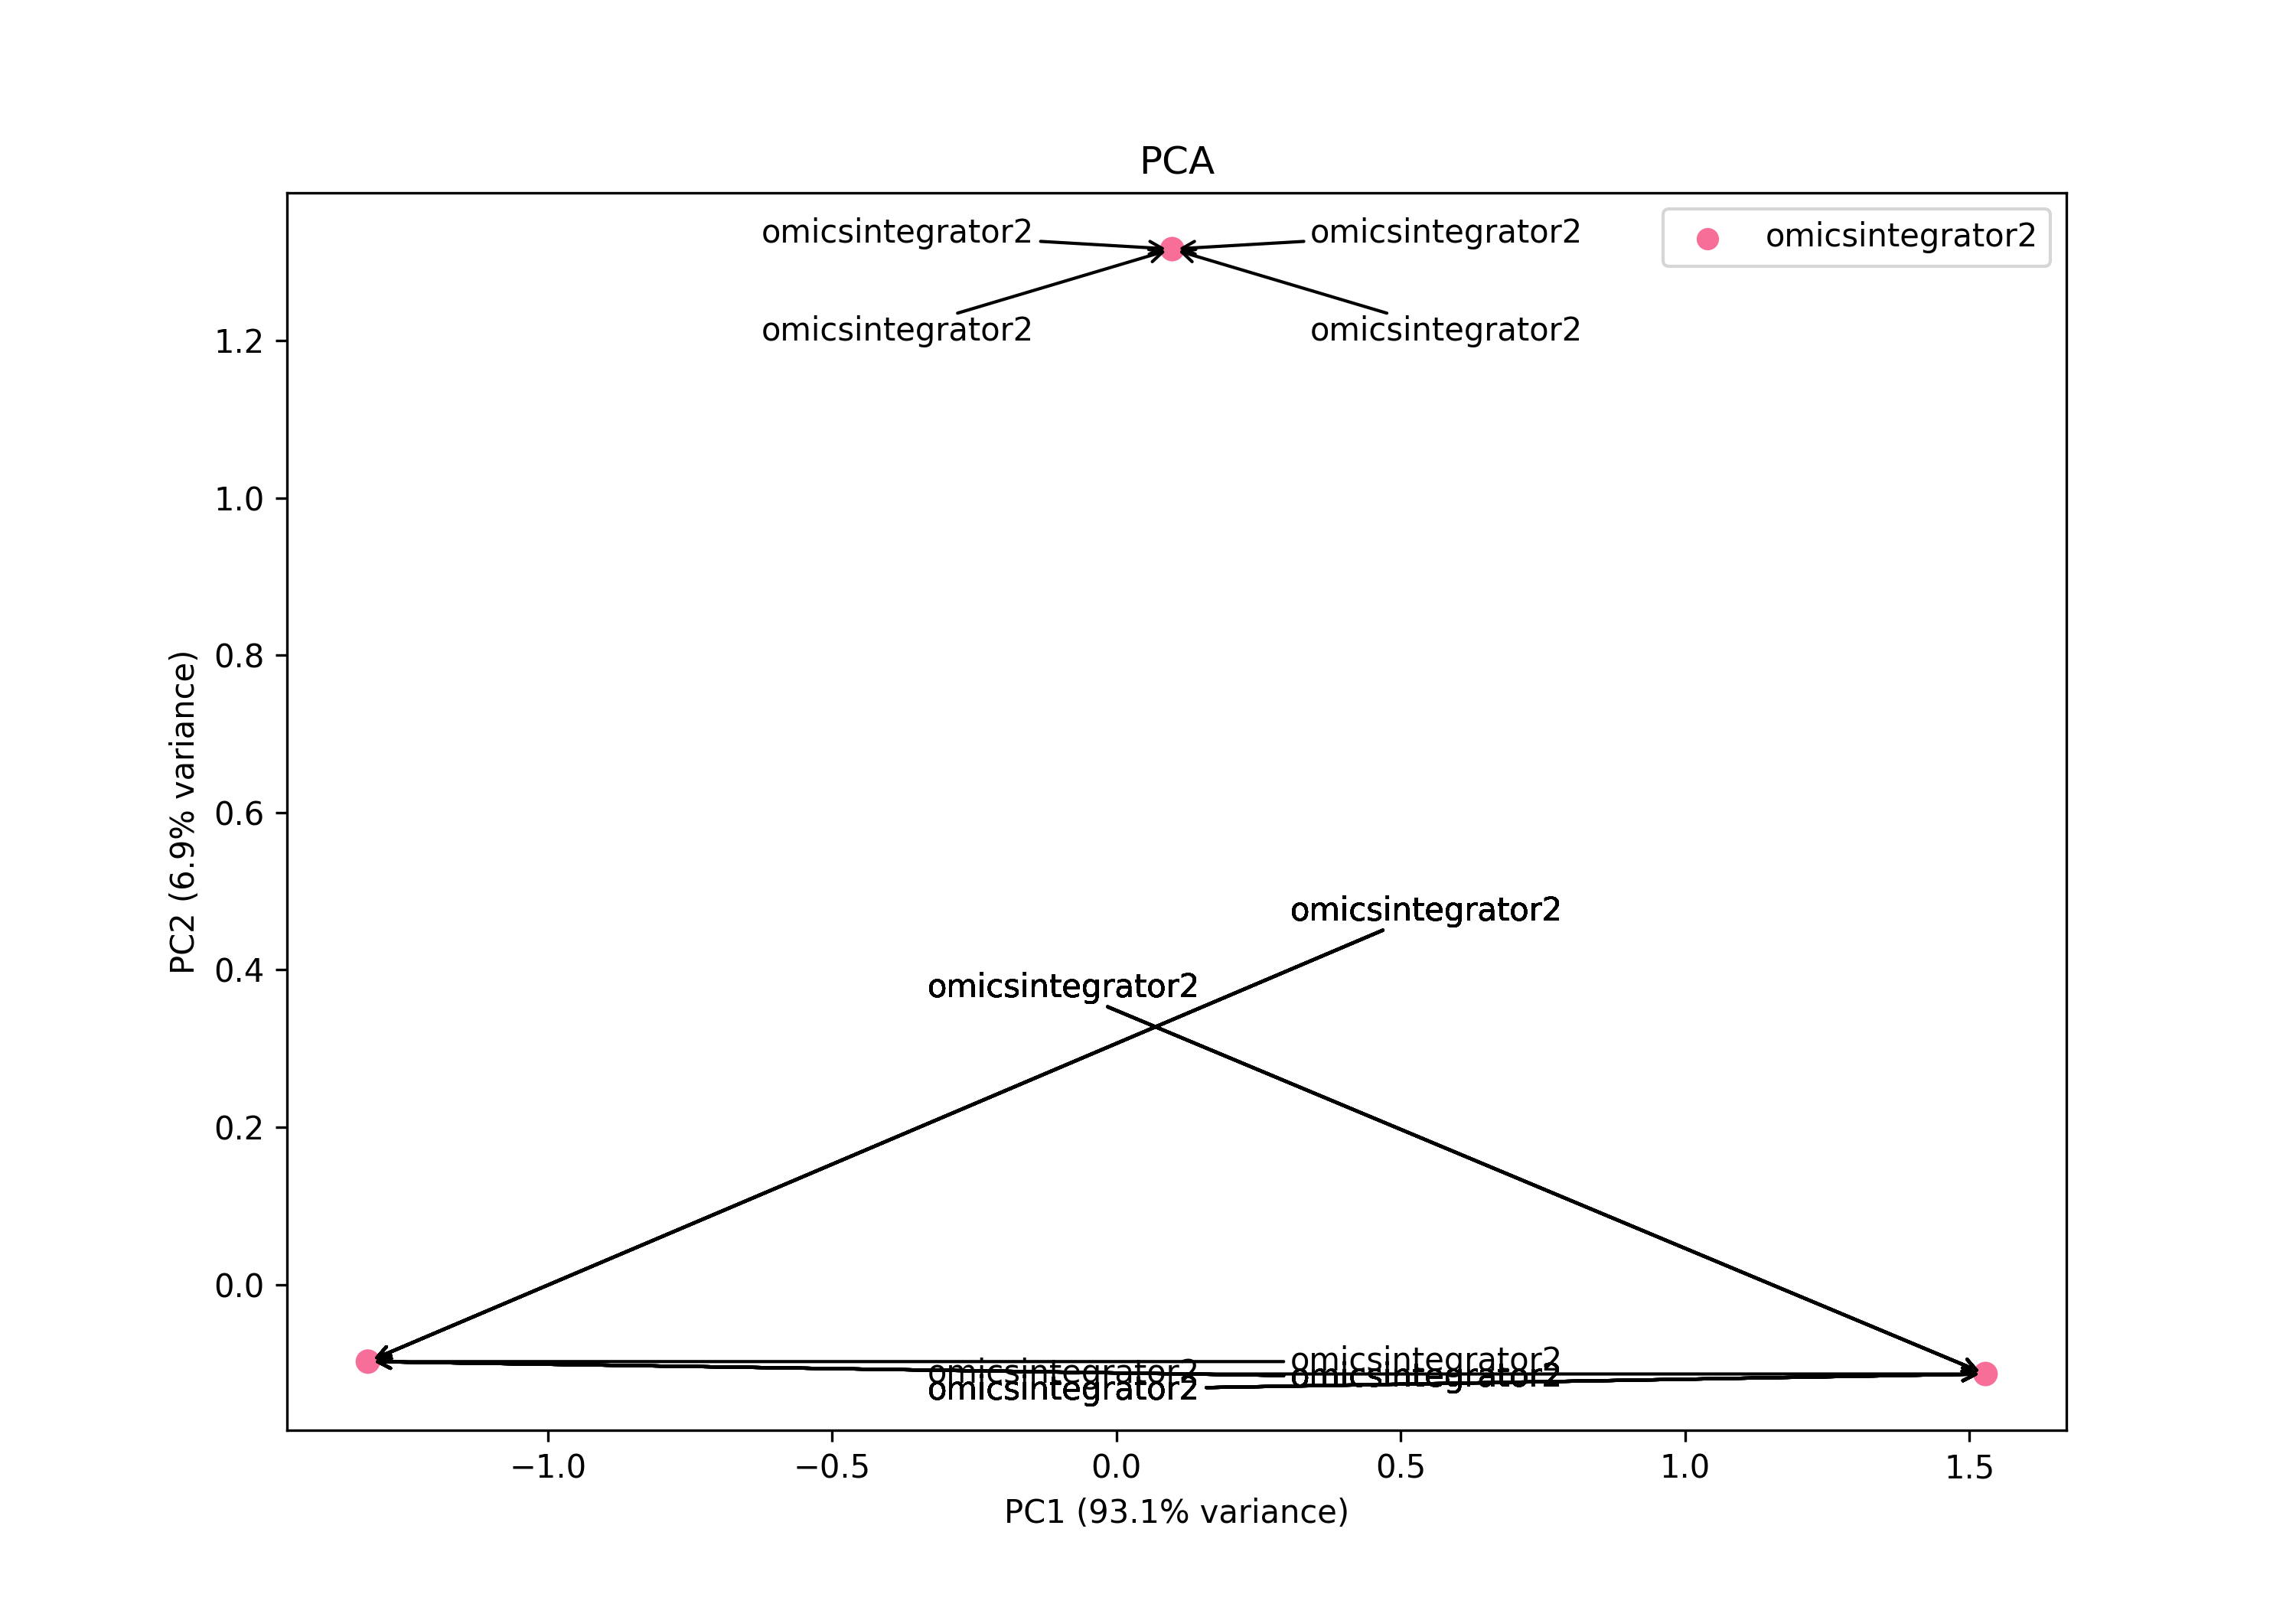 PCA
omicsintegrator2 omicsintegrator2 omicsintegrator2
omicsintegrator2 omicsintegrator2
1.2
1.0
0.8
0.6
0.4
0.2
0.0
PC2 (6.9% variance)
omicsintegrator2
omicsintegrator2
omicsintegrator2
omicsintegrator2
omicsintegrator2
omicsintegrator2
−1.0 −0.5 0.0 0.5 1.0 1.5
PC1 (93.1% variance)